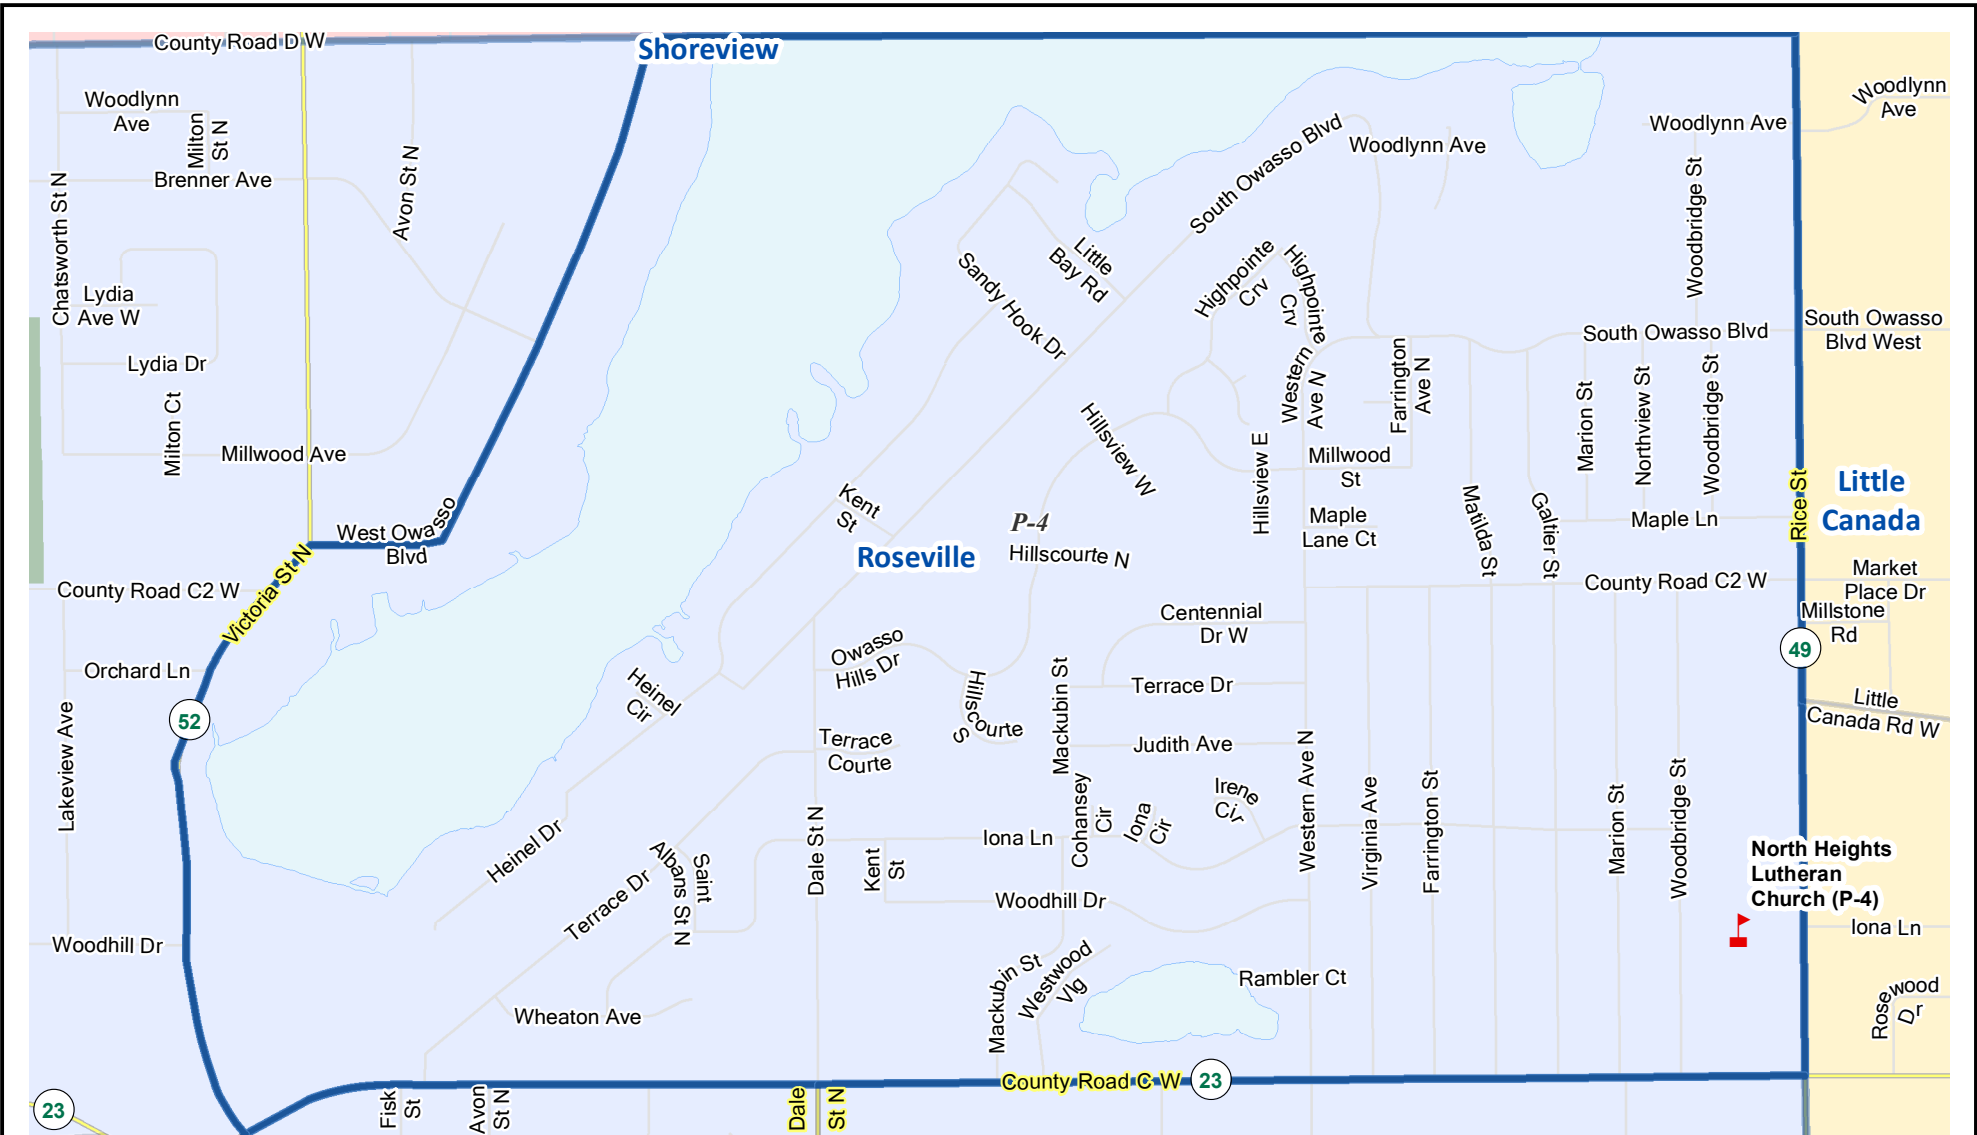 County Road D W
Shoreview
Woodlynn
Ave
Milton
St N
Brenner Ave
Avon St N
Chatsworth St N
Lydia
Ave W
Lydia Dr
Milton Ct
Millwood Ave
West Owasso
Blvd
Victoria St N
County Road C2 W
Orchard Ln
52
Lakeview Ave
Woodhill Dr
23
Woodlynn
Ave
Woodlynn Ave
Woodlynn Ave
South Owasso Blvd
Woodbridge St
Little
Bay Rd
Sandy Hook Dr
Highpointe
Crv
Highpointe
Crv
South Owasso Blvd
South Owasso
Blvd West
Western
Ave N
Farrington
Ave N
Marion St
Northview St
Woodbridge St
Hillsview W
Hillsview E
Millwood
St
Maple
Lane Ct
Matilda St
Galtier St
Maple Ln
Rice St
Little
Canada
Kent
St
P-4
Roseville
Hillscourte N
County Road C2 W
Market
Place Dr
Millstone
Rd
49
Centennial
Dr W
Owasso
Hills Dr
Heinel
Cir
Hillscourte
S
Mackubin St
Terrace Dr
Little
Canada Rd W
Terrace
Courte
Judith Ave
Western Ave N
Cohansey
Cir
Iona
Cir
Irene
Cir
Virginia Ave
Farrington St
Marion St
Woodbridge St
Heinel Dr
Iona Ln
Dale St N
Kent
St
Saint
Albans St N
Terrace Dr
Woodhill Dr
North Heights
Lutheran
Church (P-4)
Iona Ln
Mackubin St
Westwood
Vlg
Rambler Ct
Rosewood
Dr
Wheaton Ave
County Road C W
23
Fisk
St
Avon
St N
Dale
St N